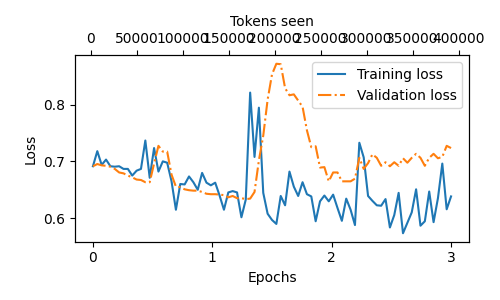 Tokens seen
0 50000 100000 150000 200000 250000 300000 350000 400000
Training loss
Validation loss
Loss
0.8
0.7
0.6
0 1 2 3
Epochs